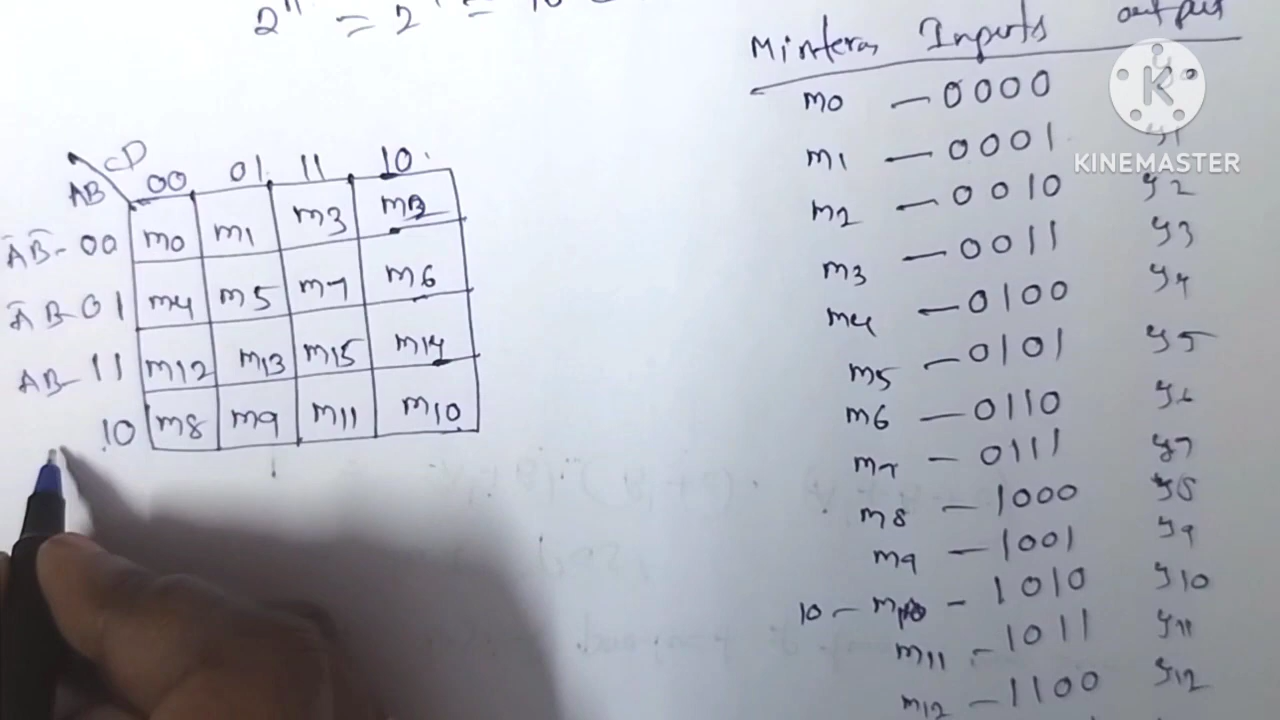 2ⁿ = 2
Minterm Inputs output
m0 - 0000
m1 - 0001 y1
m2 - 0010 y2
m3 - 0011 y3
m4 - 0100 y4
m5 - 0101 y5
m6 - 0110 y6
m7 - 0111 y7
m8 - 1000 y8
m9 - 1001 y9
10 - m10 - 1010 y10
m11 - 1011 y11
m12 - 1100 y12
CD
AB 00 01 11 10
A̅B̅ - 00 m0 m1 m3 m2
A̅B - 01 m4 m5 m7 m6
AB - 11 m12 m13 m15 m14
10 m8 m9 m11 m10
K
KINEMASTER